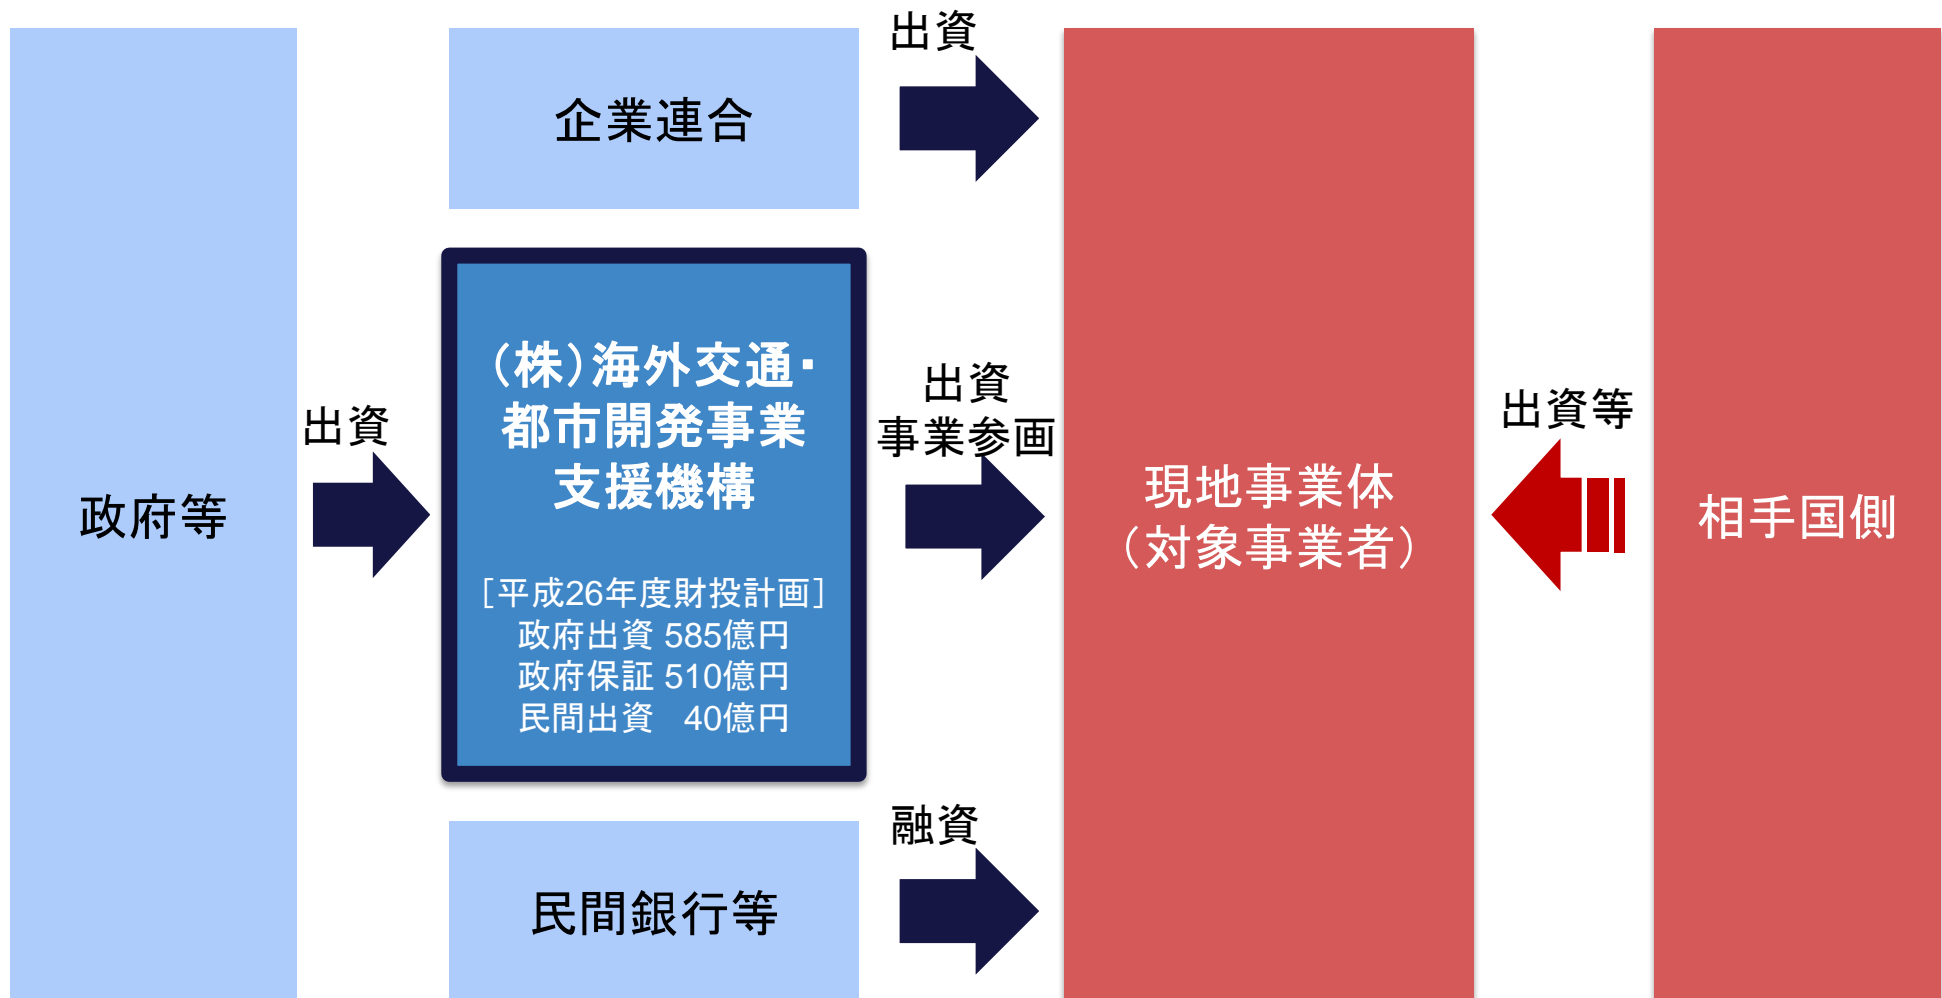 政府等
出資
企業連合
出資
（株）海外交通・
都市開発事業
支援機構
［平成26年度財投計画］
政府出資 585億円
政府保証 510億円
民間出資　40億円
出資
事業参画
民間銀行等
融資
現地事業体
（対象事業者）
出資等
相手国側